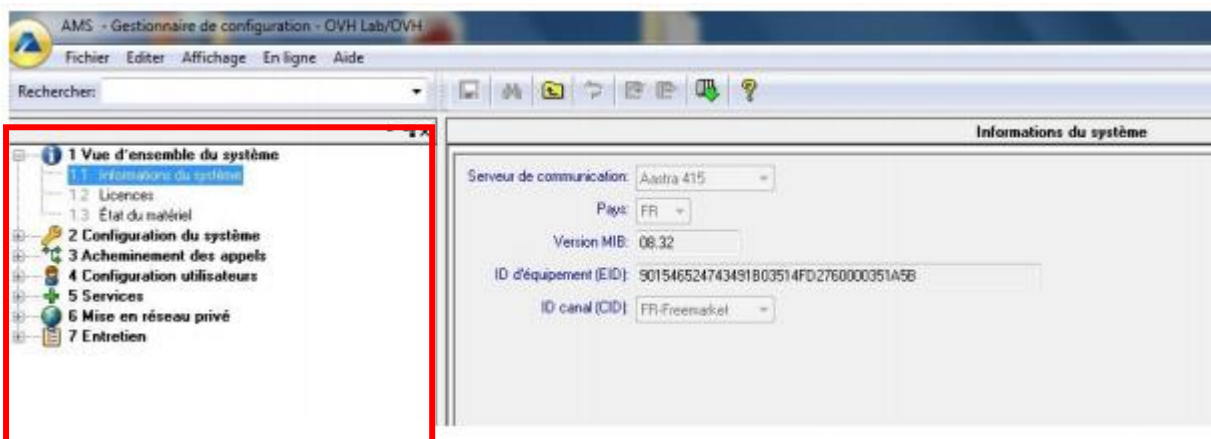 AMS - Gestionnaire de configuration - OVH Lab/OVH
Fichier Editer Affichage En ligne Aide
Rechercher:
Informations du système
1 Vue d'ensemble du système
1.1 Informations du système
1.2 Licences
1.3 État du matériel
2 Configuration du système
3 Acheminement des appels
4 Configuration utilisateurs
5 Services
6 Mise en réseau privé
7 Entretien
Serveur de communication: Aastra 415
Pays: FR
Version MIB: 08.32
ID d'équipement (EID): 901546524743491B03514FD2760000351A5B
ID canal (CID): FR-Freemarket